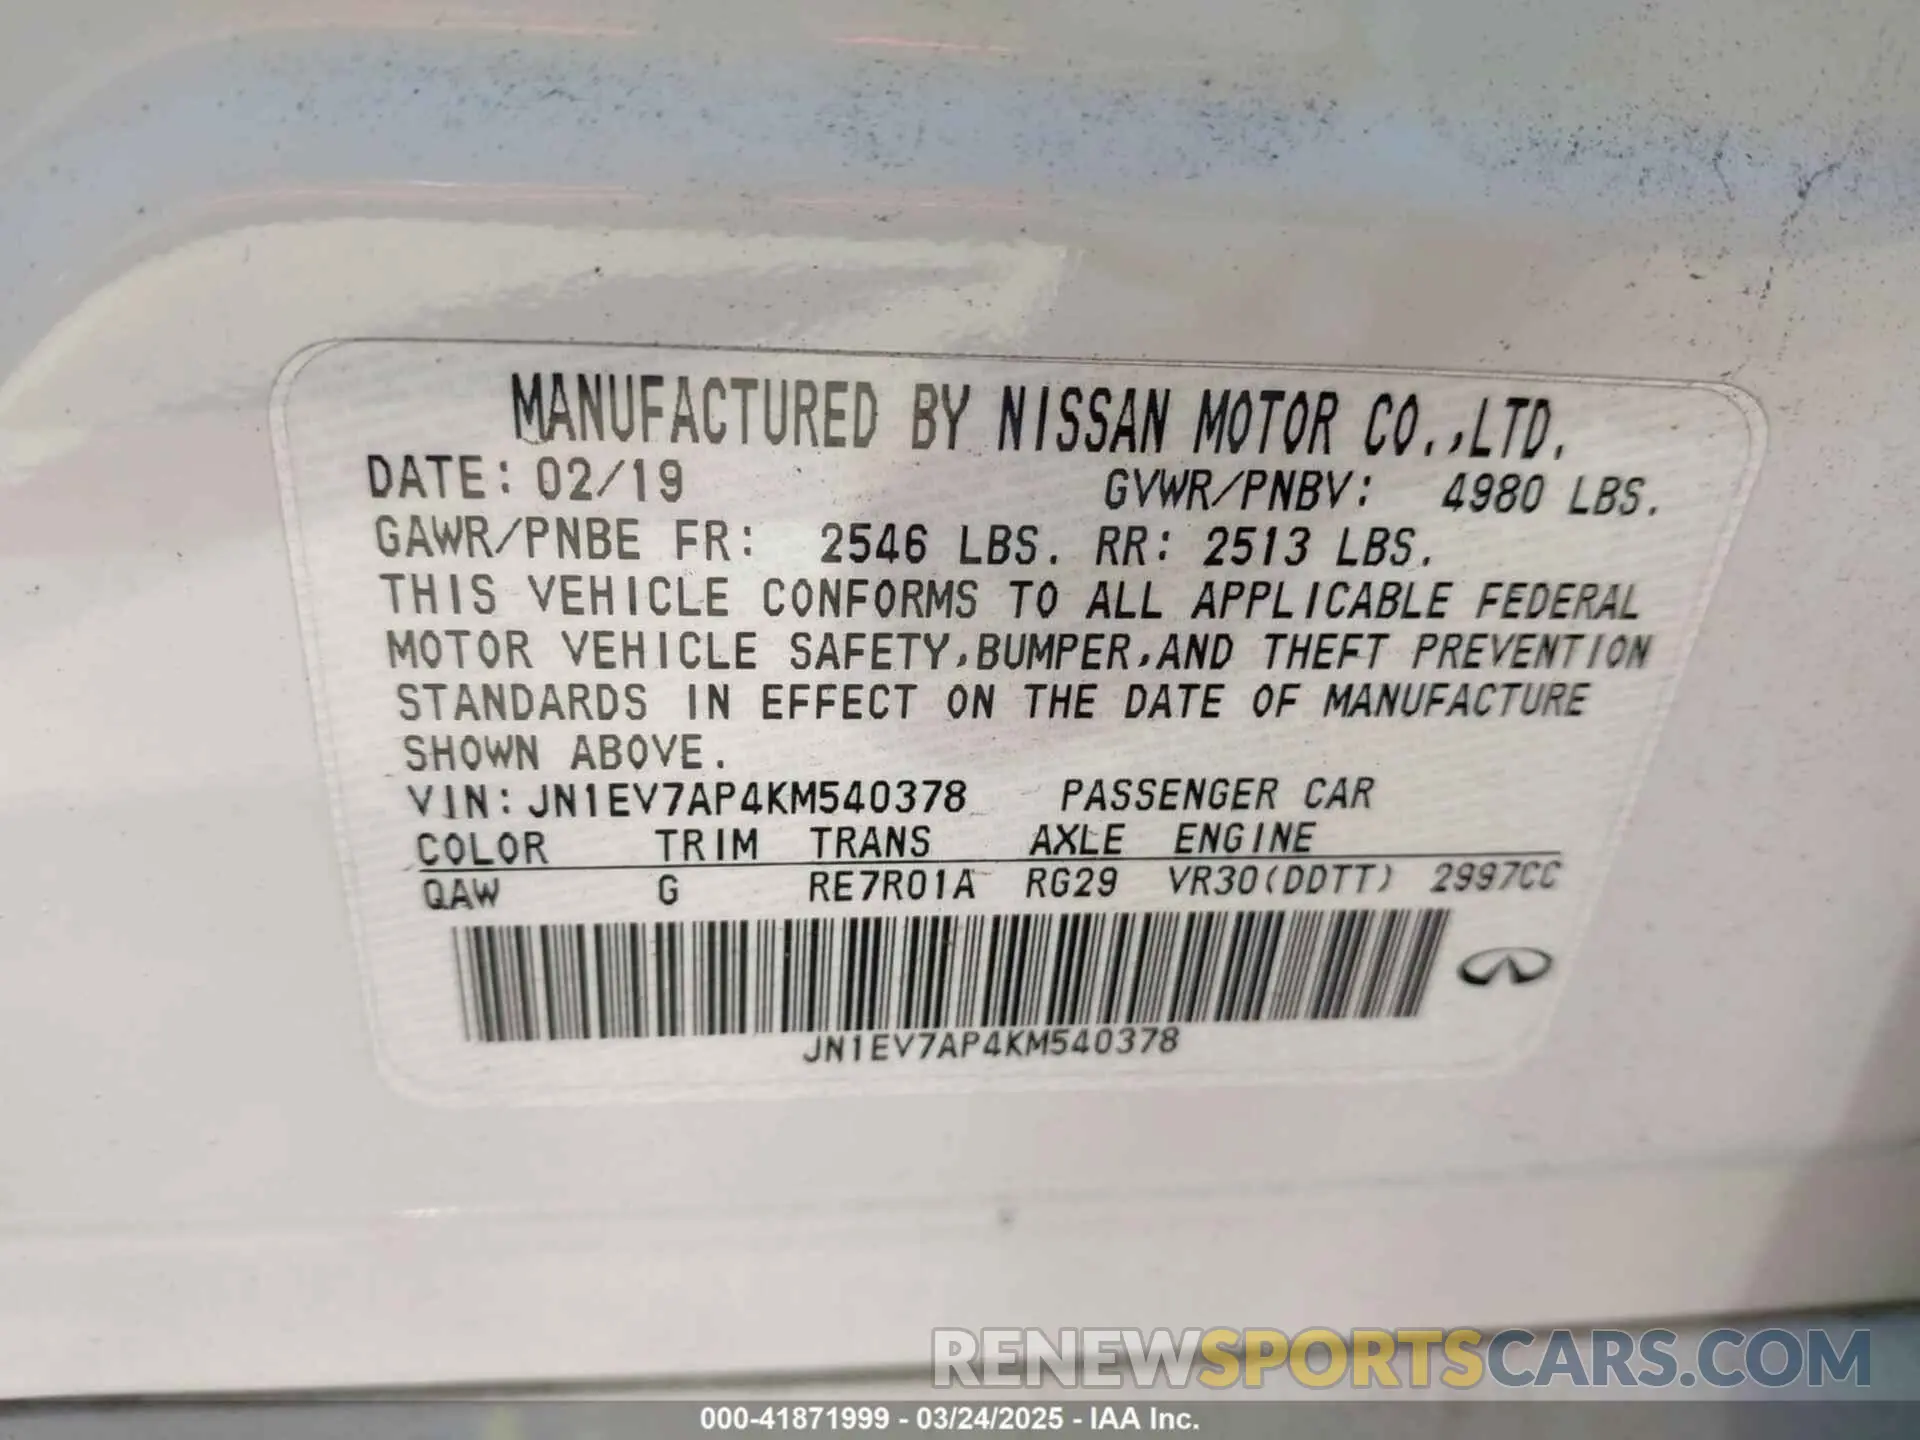 MANUFACTURED BY NISSAN MOTOR CO.,LTD.
DATE: 02/19 GVWR/PNBV: 4980 LBS.
GAWR/PNBE FR: 2546 LBS. RR: 2513 LBS.
THIS VEHICLE CONFORMS TO ALL APPLICABLE FEDERAL
MOTOR VEHICLE SAFETY,BUMPER,AND THEFT PREVENTION
STANDARDS IN EFFECT ON THE DATE OF MANUFACTURE
SHOWN ABOVE.
VIN: JN1EV7AP4KM540378 PASSENGER CAR
COLOR TRIM TRANS AXLE ENGINE
QAW G RE7R01A RG29 VR30(DDTT) 2997CC
JN1EV7AP4KM540378
RENEWSPORTSCARS.COM
000-41871999 - 03/24/2025 - IAA Inc.